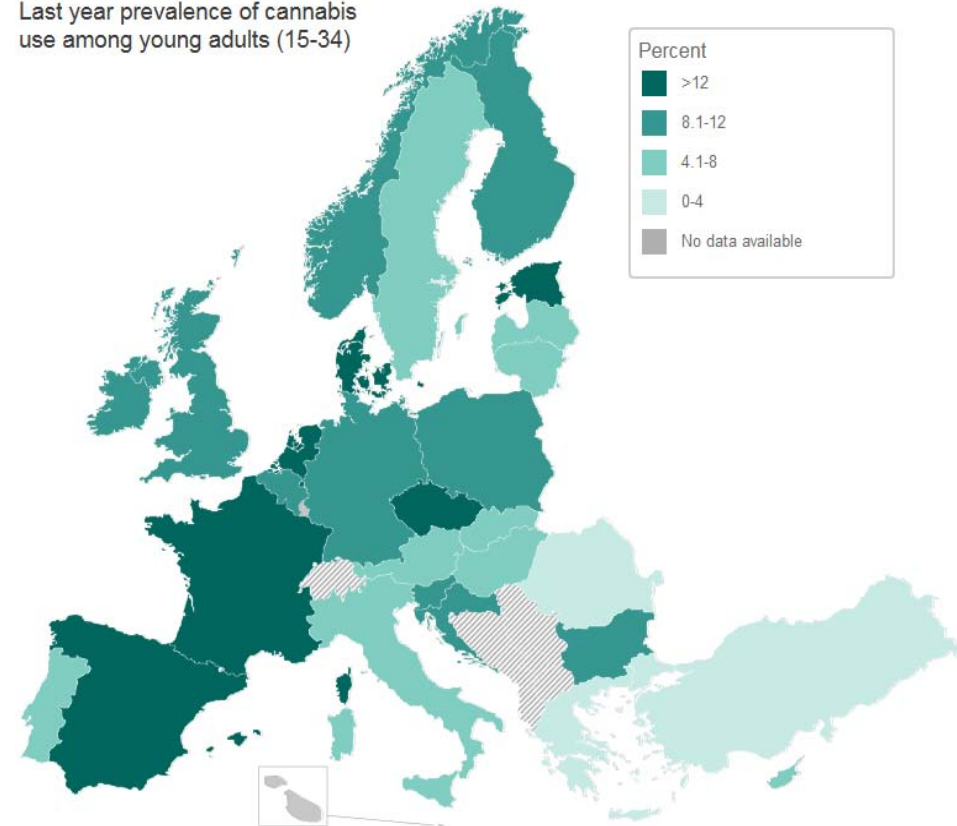 Last year prevalence of cannabis
use among young adults (15-34)
Percent
>12
8.1-12
4.1-8
0-4
No data available